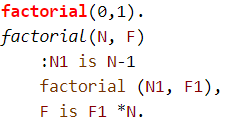 factorial(0,1).
factorial(N, F)
:N1 is N-1
factorial (N1, F1),
F is F1 *N.